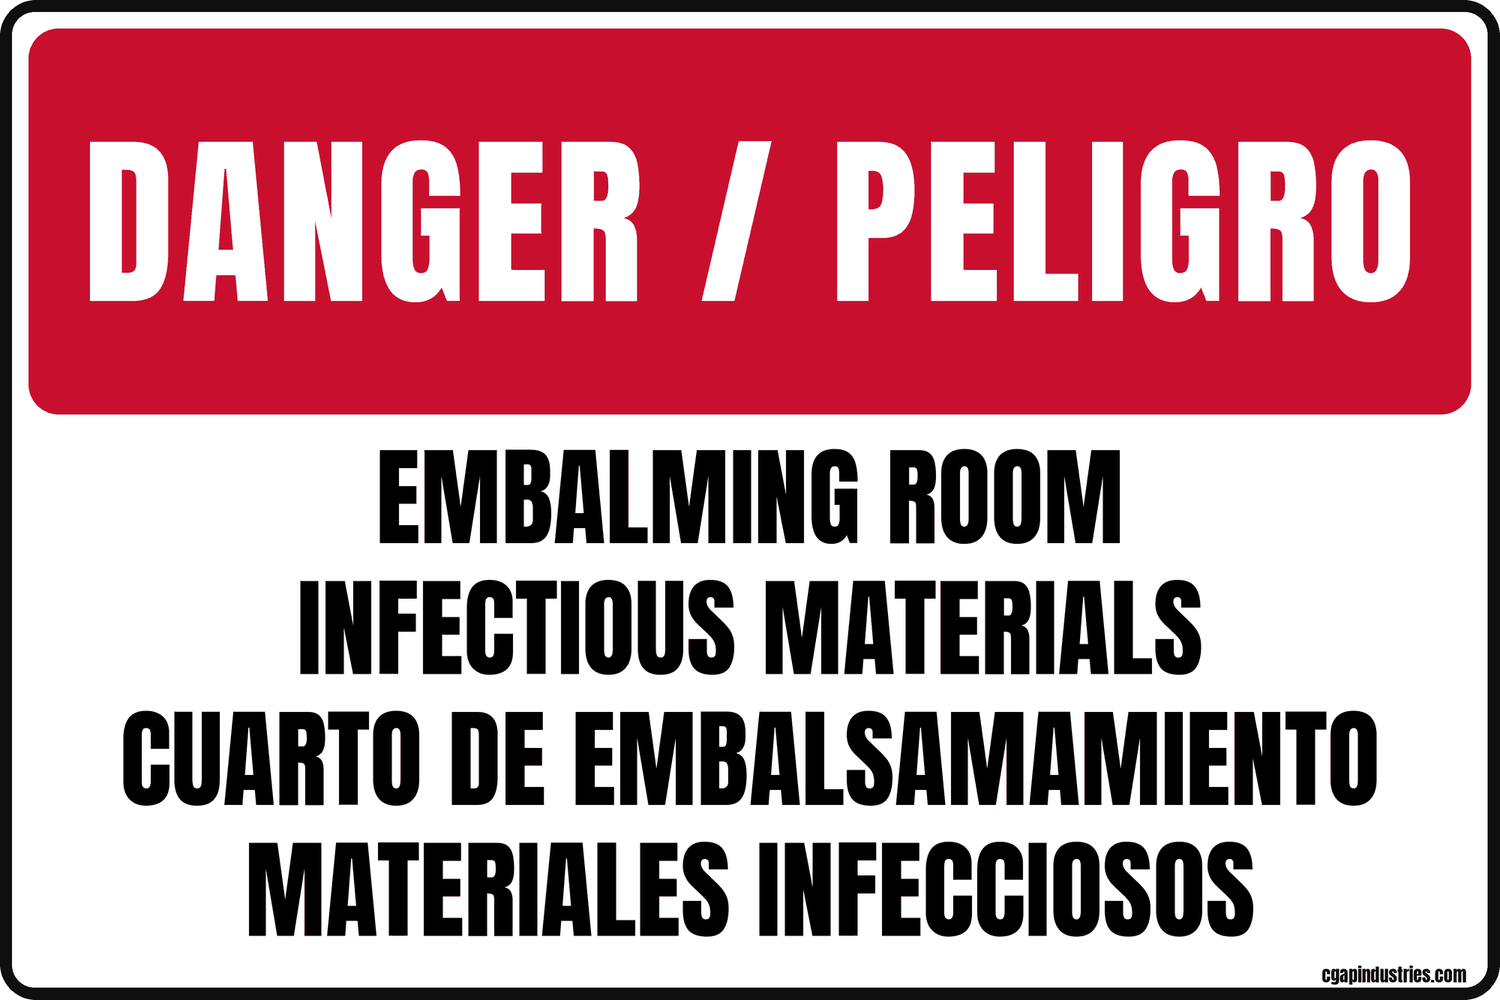 DANGER / PELIGRO
EMBALMING ROOM
INFECTIOUS MATERIALS
CUARTO DE EMBALSAMAMIENTO
MATERIALES INFECCIOSOS
cgapindustries.com